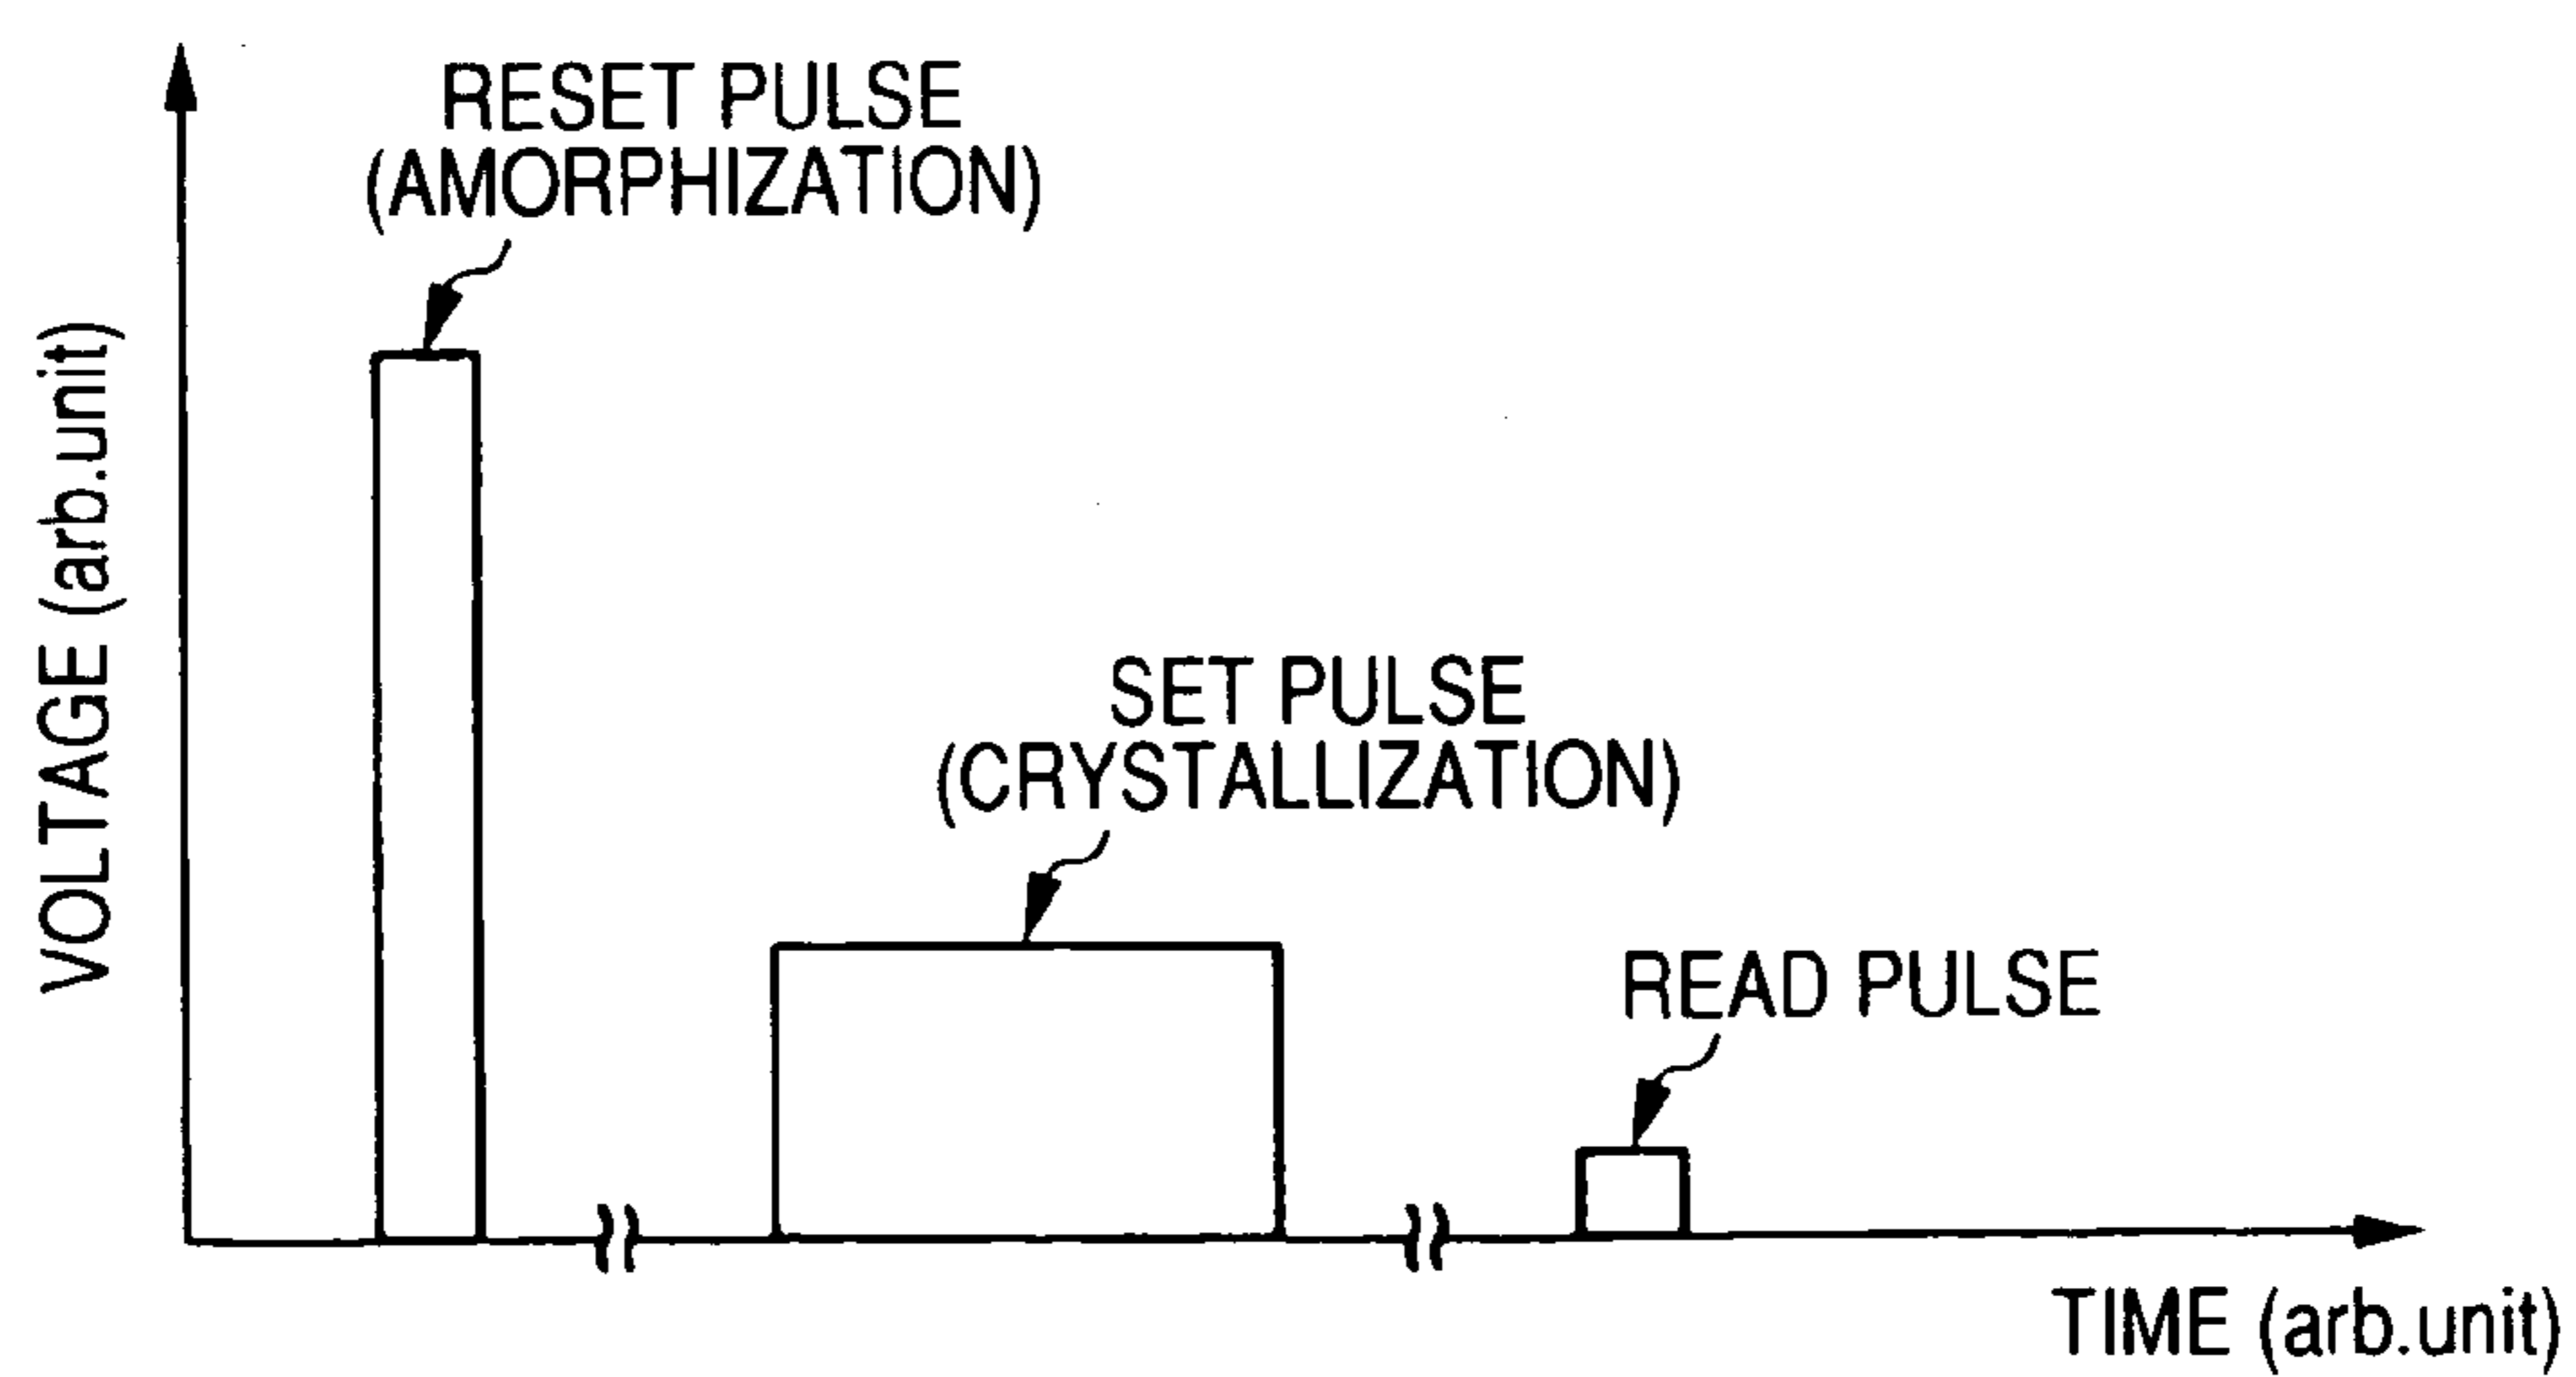 RESET PULSE
(AMORPHIZATION)
VOLTAGE (arb.unit)
SET PULSE
(CRYSTALLIZATION)
READ PULSE
TIME (arb.unit)